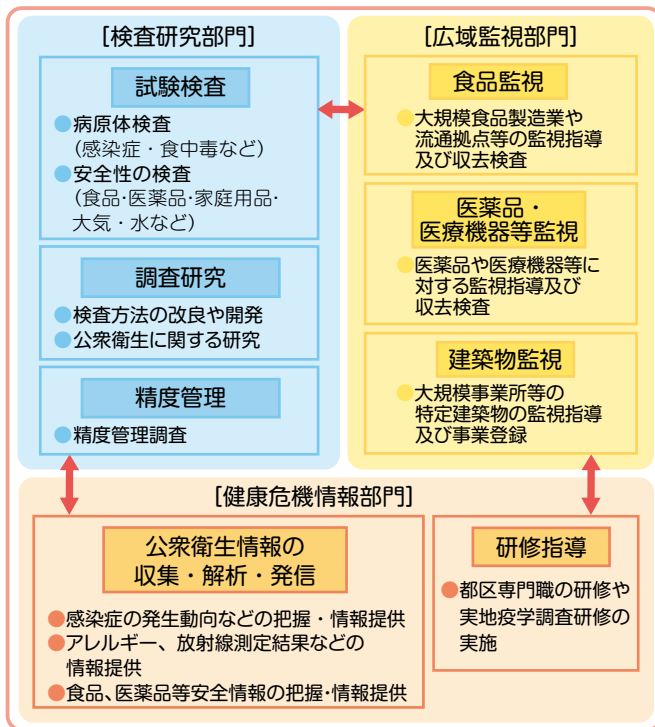 [検査研究部門]
試験検査
●病原体検査
(感染症・食中毒など)
●安全性の検査
(食品・医薬品・家庭用品・
大気・水など)
調査研究
●検査方法の改良や開発
●公衆衛生に関する研究
精度管理
●精度管理調査
[広域監視部門]
食品監視
●大規模食品製造業や
流通拠点等の監視指導
及び収去検査
医薬品・
医療機器等監視
●医薬品や医療機器等に
対する監視指導及び
収去検査
建築物監視
●大規模事業所等の
特定建築物の監視指導
及び事業登録
[健康危機情報部門]
公衆衛生情報の
収集・解析・発信
●感染症の発生動向などの把握・情報提供
●アレルギー、放射線測定結果などの
情報提供
●食品、医薬品等安全情報の把握・情報提供
研修指導
●都区専門職の研修や
実地疫学調査研修の
実施